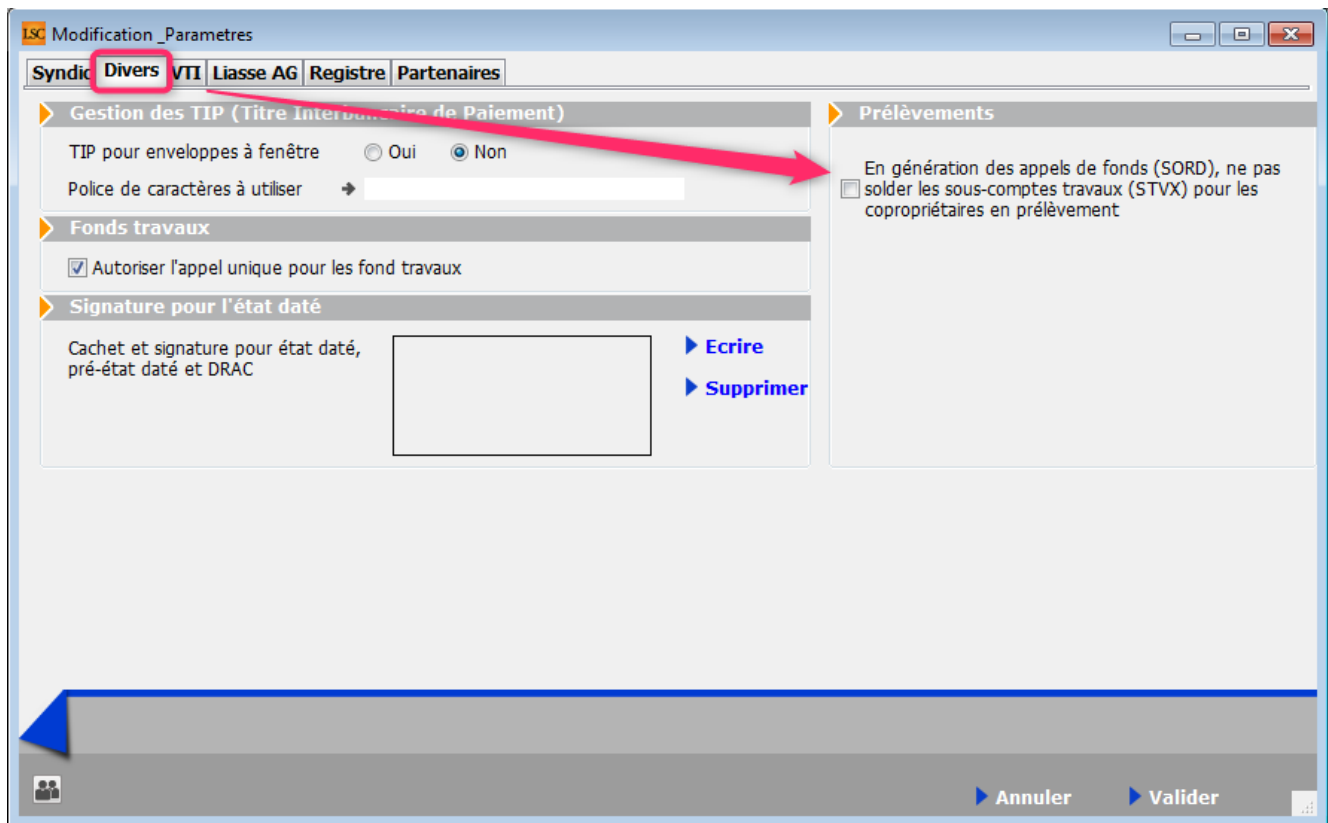 LSC Modification _Parametres
Syndic Divers VTI Liasse AG Registre Partenaires
Gestion des TIP (Titre Interbancaire de Paiement)
TIP pour enveloppes à fenêtre Oui Non
Police de caractères à utiliser
Fonds travaux
Autoriser l'appel unique pour les fond travaux
Signature pour l'état daté
Cachet et signature pour état daté,
pré-état daté et DRAC
Ecrire
Supprimer
Prélèvements
En génération des appels de fonds (SORD), ne pas
solder les sous-comptes travaux (STVX) pour les
copropriétaires en prélèvement
Annuler Valider